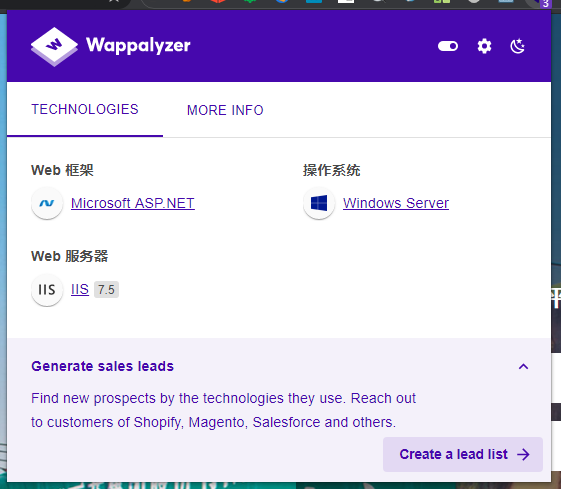 3
Wappalyzer
TECHNOLOGIES
MORE INFO
Web 框架
操作系统
Microsoft ASP.NET
Windows Server
Web 服务器
IIS
IIS 7.5
Generate sales leads
Find new prospects by the technologies they use. Reach out
to customers of Shopify, Magento, Salesforce and others.
Create a lead list